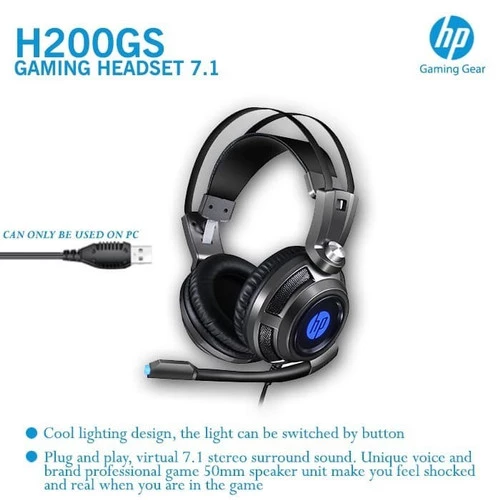 H200GS
GAMING HEADSET 7.1
hp
Gaming Gear
CAN ONLY BE USED ON PC
hp
Cool lighting design, the light can be switched by button
Plug and play, virtual 7.1 stereo surround sound. Unique voice and
brand professional game 50mm speaker unit make you feel shocked
and real when you are in the game